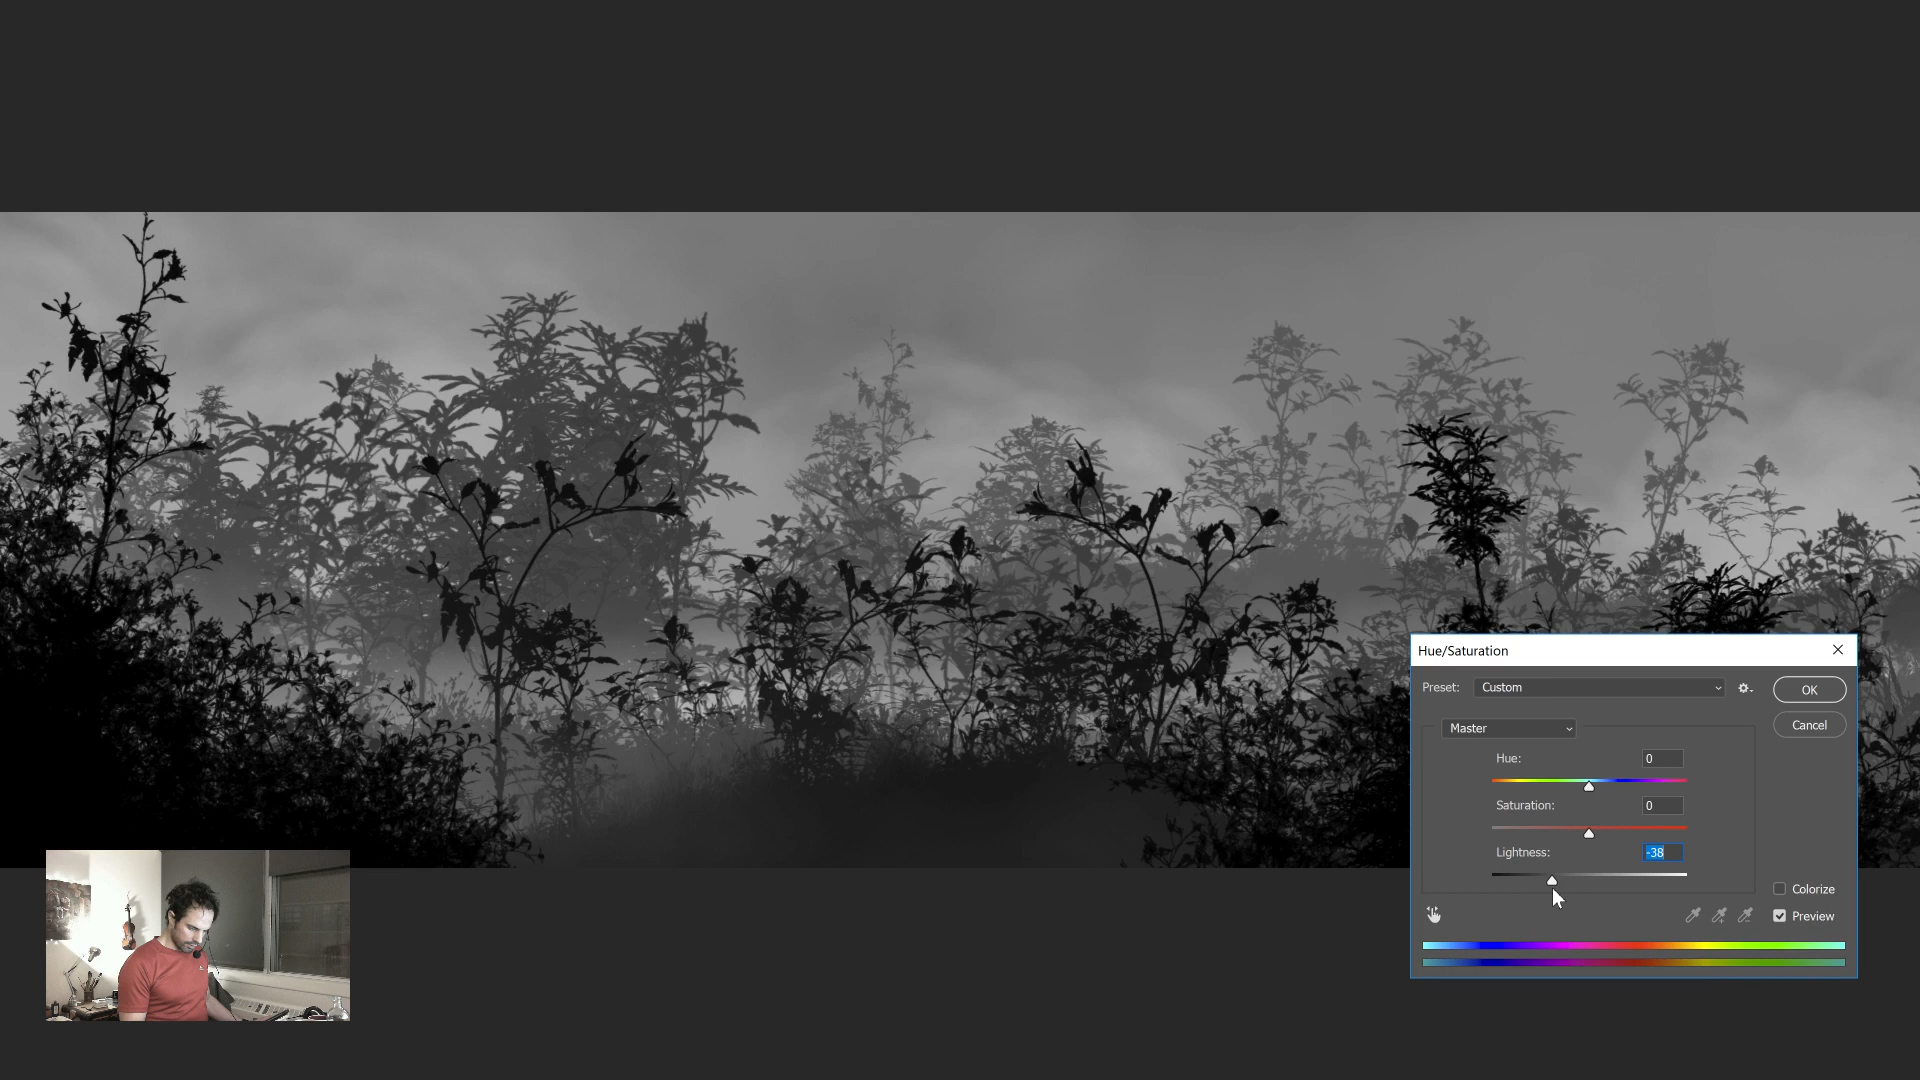 Hue/Saturation
Preset: Custom
OK
Master
Cancel
Hue: 0
Saturation: 0
Lightness: -38
Colorize
Preview